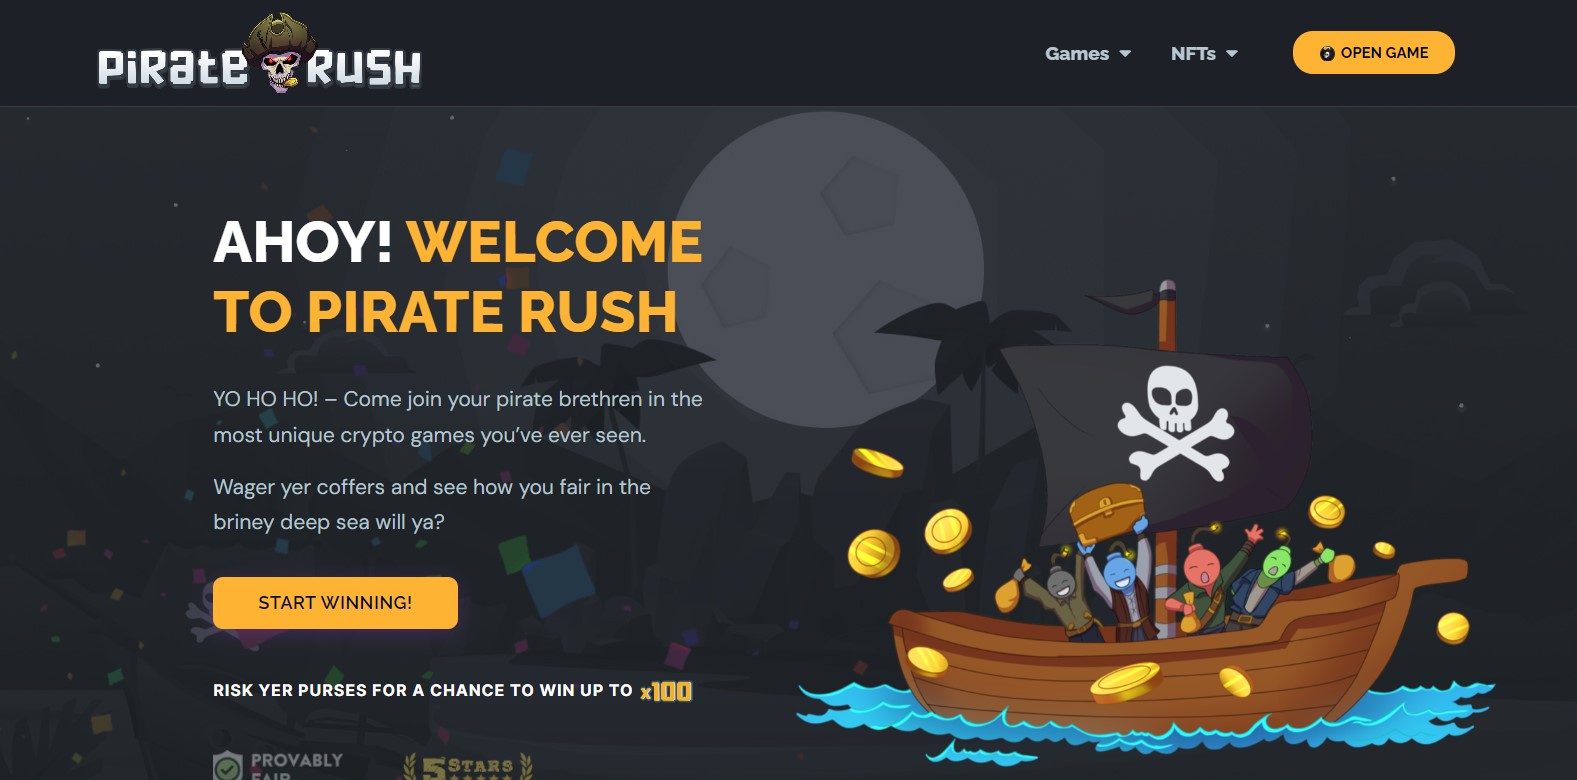 PiRatE RUSH
Games
NFTs
OPEN GAME
AHOY! WELCOME
TO PIRATE RUSH
YO HO HO! – Come join your pirate brethren in the
most unique crypto games you’ve ever seen.
Wager yer coffers and see how you fair in the
briney deep sea will ya?
START WINNING!
RISK YER PURSES FOR A CHANCE TO WIN UP TO x100
PROVABLY
FAIR
5 STARS